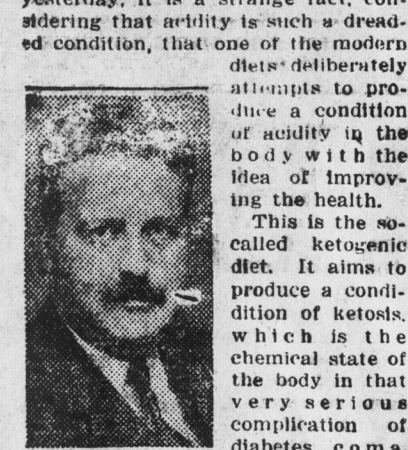 yesterday, it is a strange fact, con-
sidering that acidity is such a dread-
ed condition, that one of the modern
diets deliberately
attempts to pro-
duce a condition
of acidity in the
body with the
idea of improv-
ing the health.
This is the so-
called ketogenic
diet. It aims to
produce a condi-
dition of ketosis,
which is the
chemical state of
the body in that
very serious
complication of
diabetes, coma.